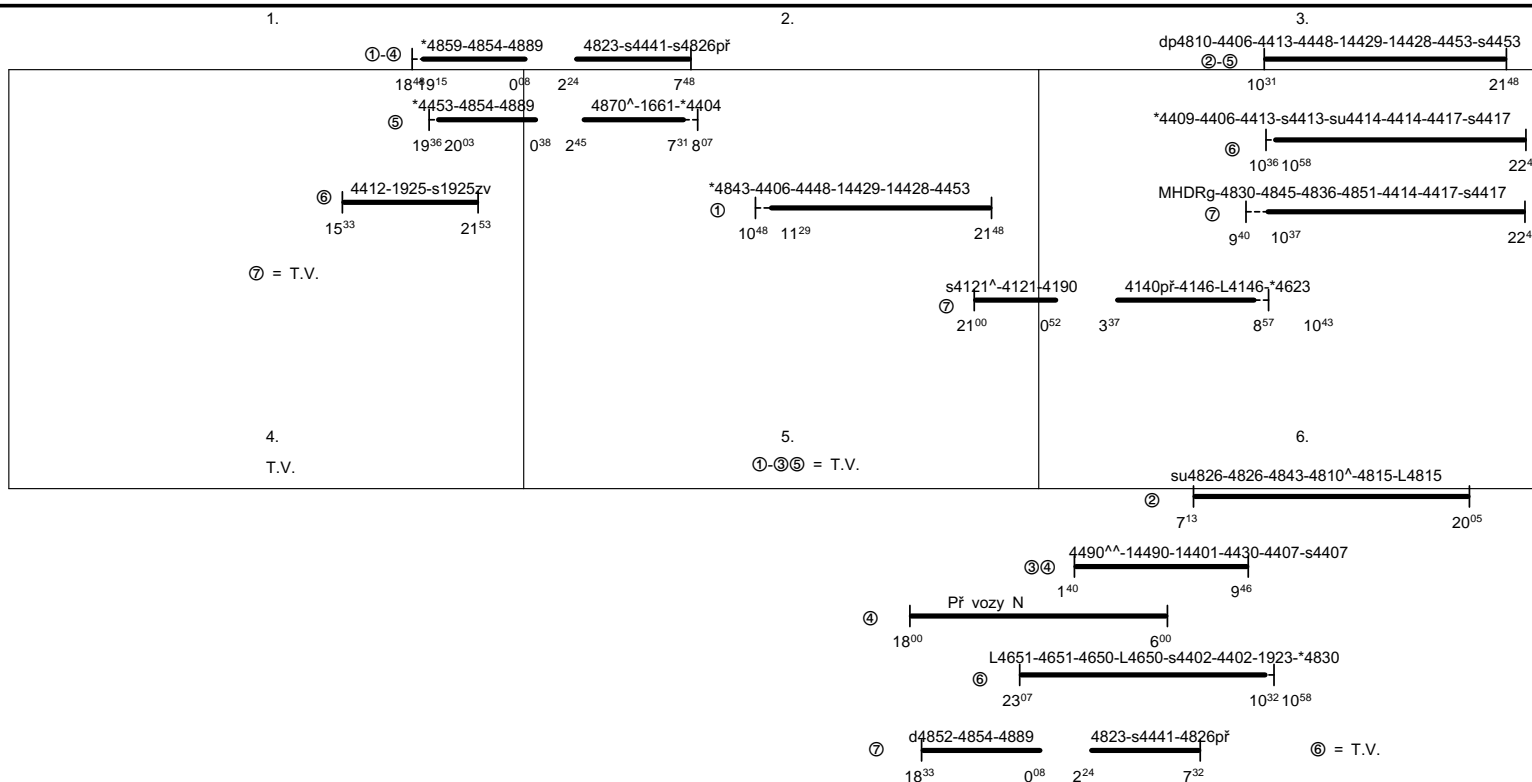 1. 2. 3.
①-④ *4859-4854-4889 4823-s4441-s4826př ②-⑤ dp4810-4406-4413-4448-14429-14428-4453-s4453
18⁴⁸ 19¹⁵ 0⁰⁸ 2²⁴ 7⁴⁸ 10³¹ 21⁴⁸
⑤ *4453-4854-4889 4870^-1661-*4404 ⑥ *4409-4406-4413-s4413-su4414-4414-4417-s4417
19³⁶ 20⁰³ 0³⁸ 2⁴⁵ 7³¹ 8⁰⁷ 10³⁶ 10⁵⁸
⑥ 4412-1925-s1925zv ① *4843-4406-4448-14429-14428-4453 ⑦ MHDRg-4830-4845-4836-4851-4414-4417-s4417
15³³ 21⁵³ 10⁴⁸ 11²⁹ 21⁴⁸ 9⁴⁰ 10³⁷
⑦ = T.V.
⑦ s4121^-4121-4190 4140př-4146-L4146-*4623
21⁰⁰ 0⁵² 3³⁷ 8⁵⁷ 10⁴³
4. 5. 6.
T.V. ①-③⑤ = T.V.
② su4826-4826-4843-4810^-4815-L4815
7¹³ 20⁰⁵
③④ 4490^^-14490-14401-4430-4407-s4407
1⁴⁰ 9⁴⁶
④ Př vozy N
18⁰⁰ 6⁰⁰
⑥ L4651-4651-4650-L4650-s4402-4402-1923-*4830
23⁰⁷ 10³² 10⁵⁸
⑦ d4852-4854-4889 4823-s4441-4826př ⑥ = T.V.
18³³ 0⁰⁸ 2²⁴ 7³²